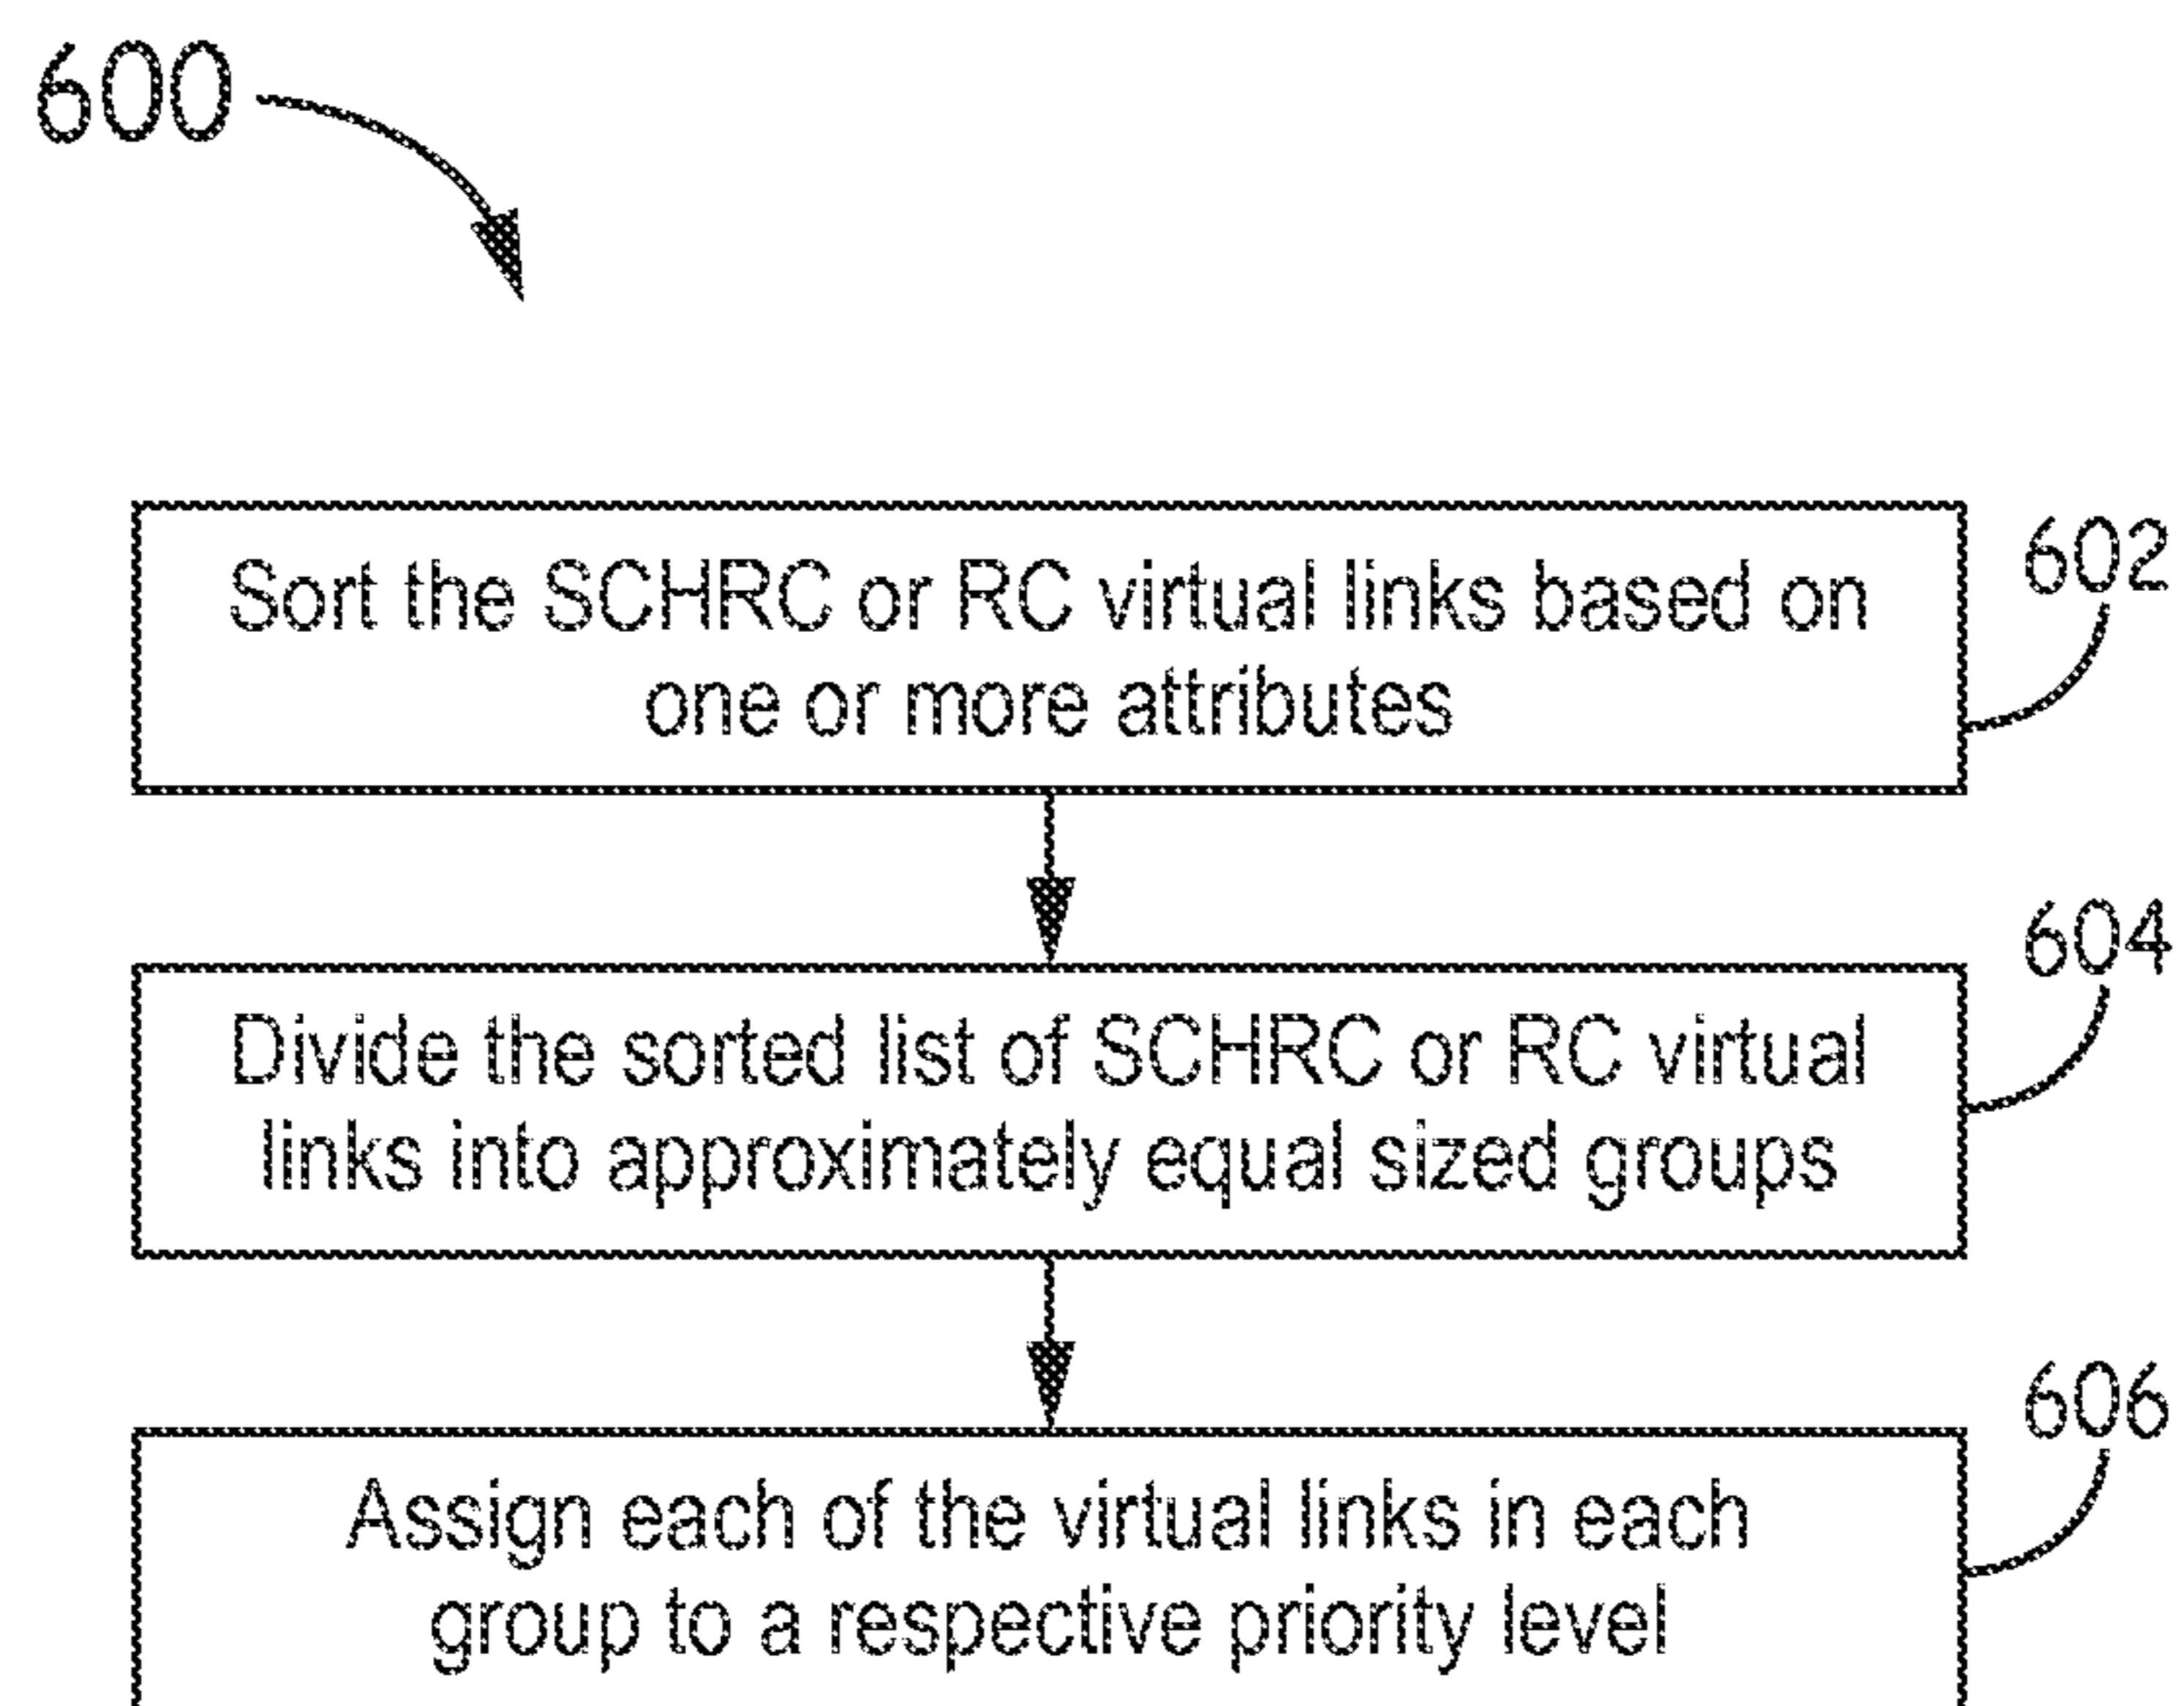 600
Sort the SCHRC or RC virtual links based on
one or more attributes
602
Divide the sorted list of SCHRC or RC virtual
links into approximately equal sized groups
604
Assign each of the virtual links in each
group to a respective priority level
606